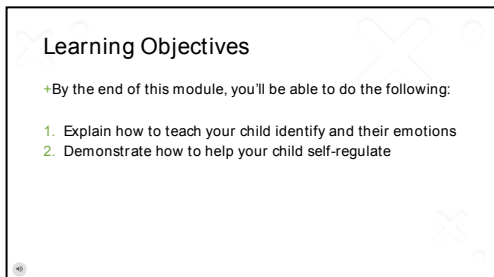 Learning Objectives
+By the end of this module, you'll be able to do the following:
1. Explain how to teach your child identify and their emotions
2. Demonstrate how to help your child self-regulate